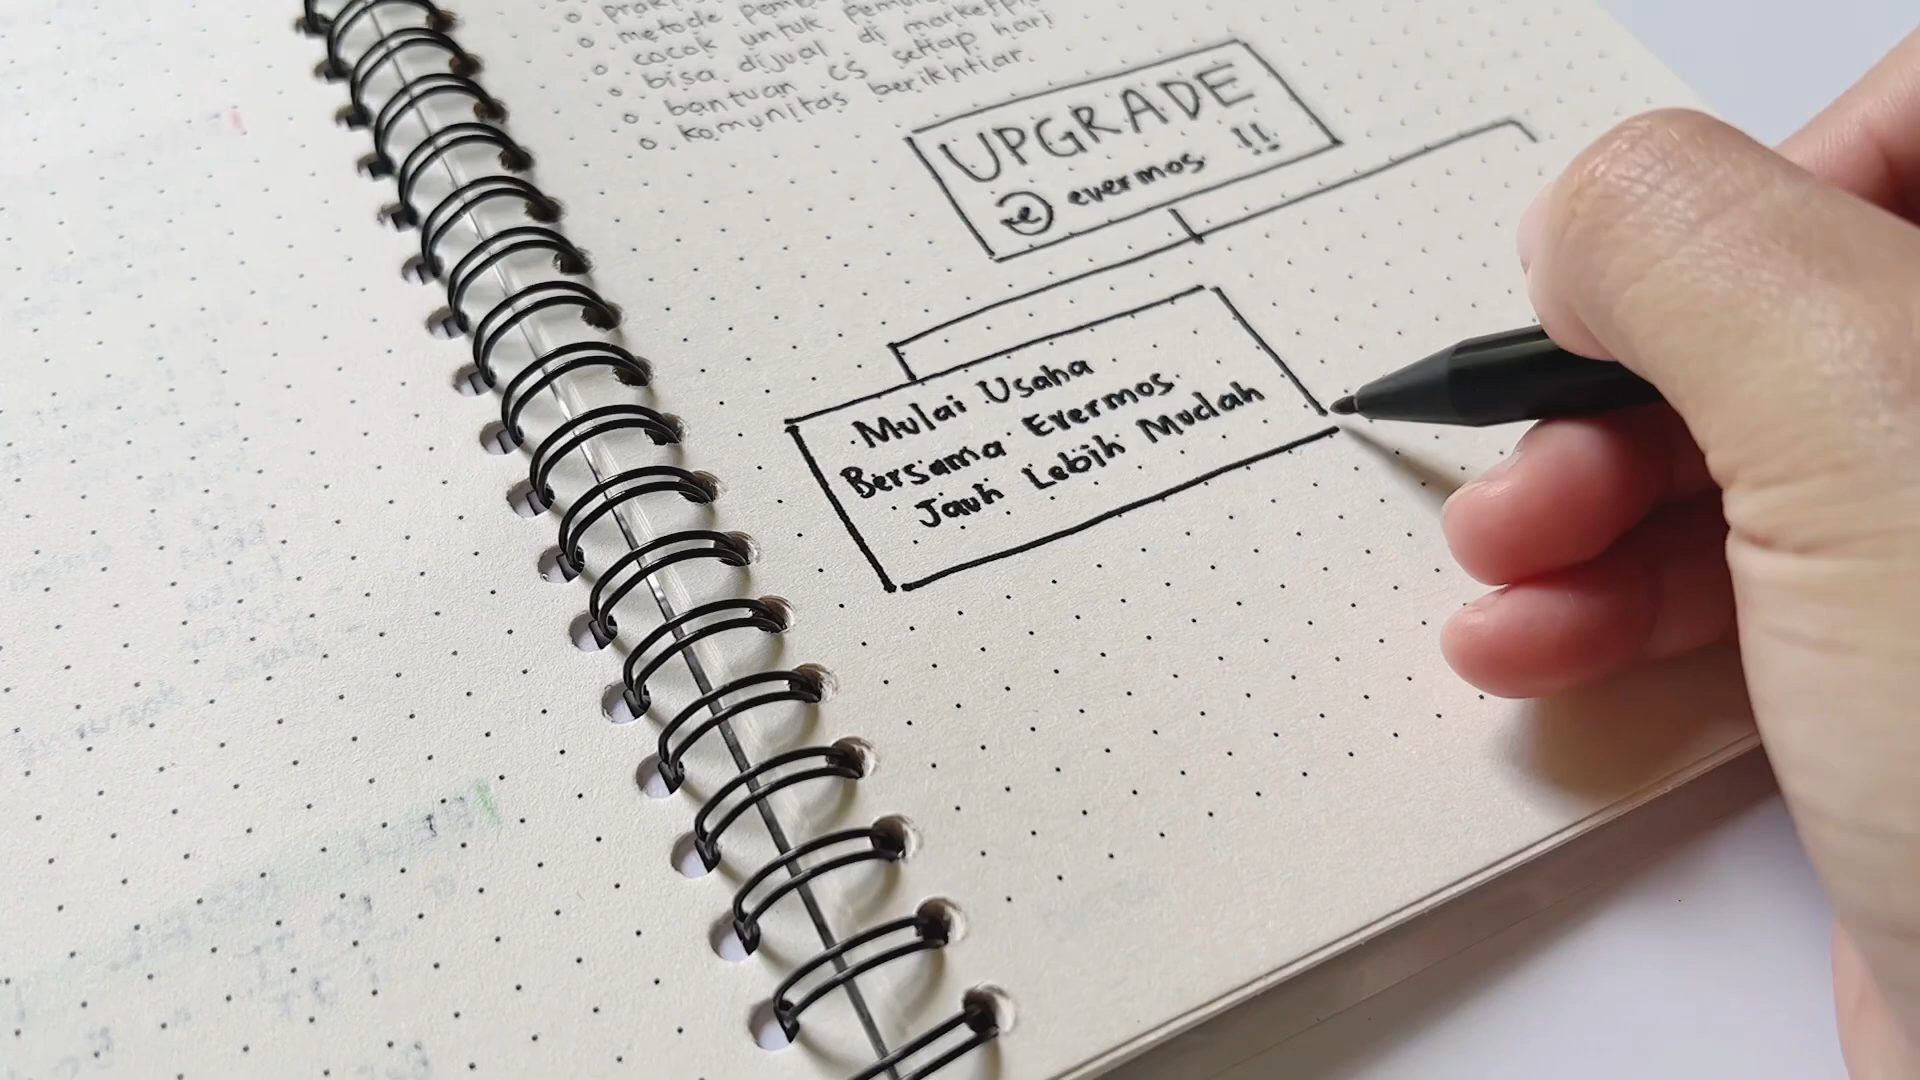 cocok untuk
bisa dijual di
bantuan CS setiap hari
komunitas berikhtiar.
UPGRADE
e evermos !!
Mulai Usaha
Bersama Evermos
Jauh Lebih Mudah